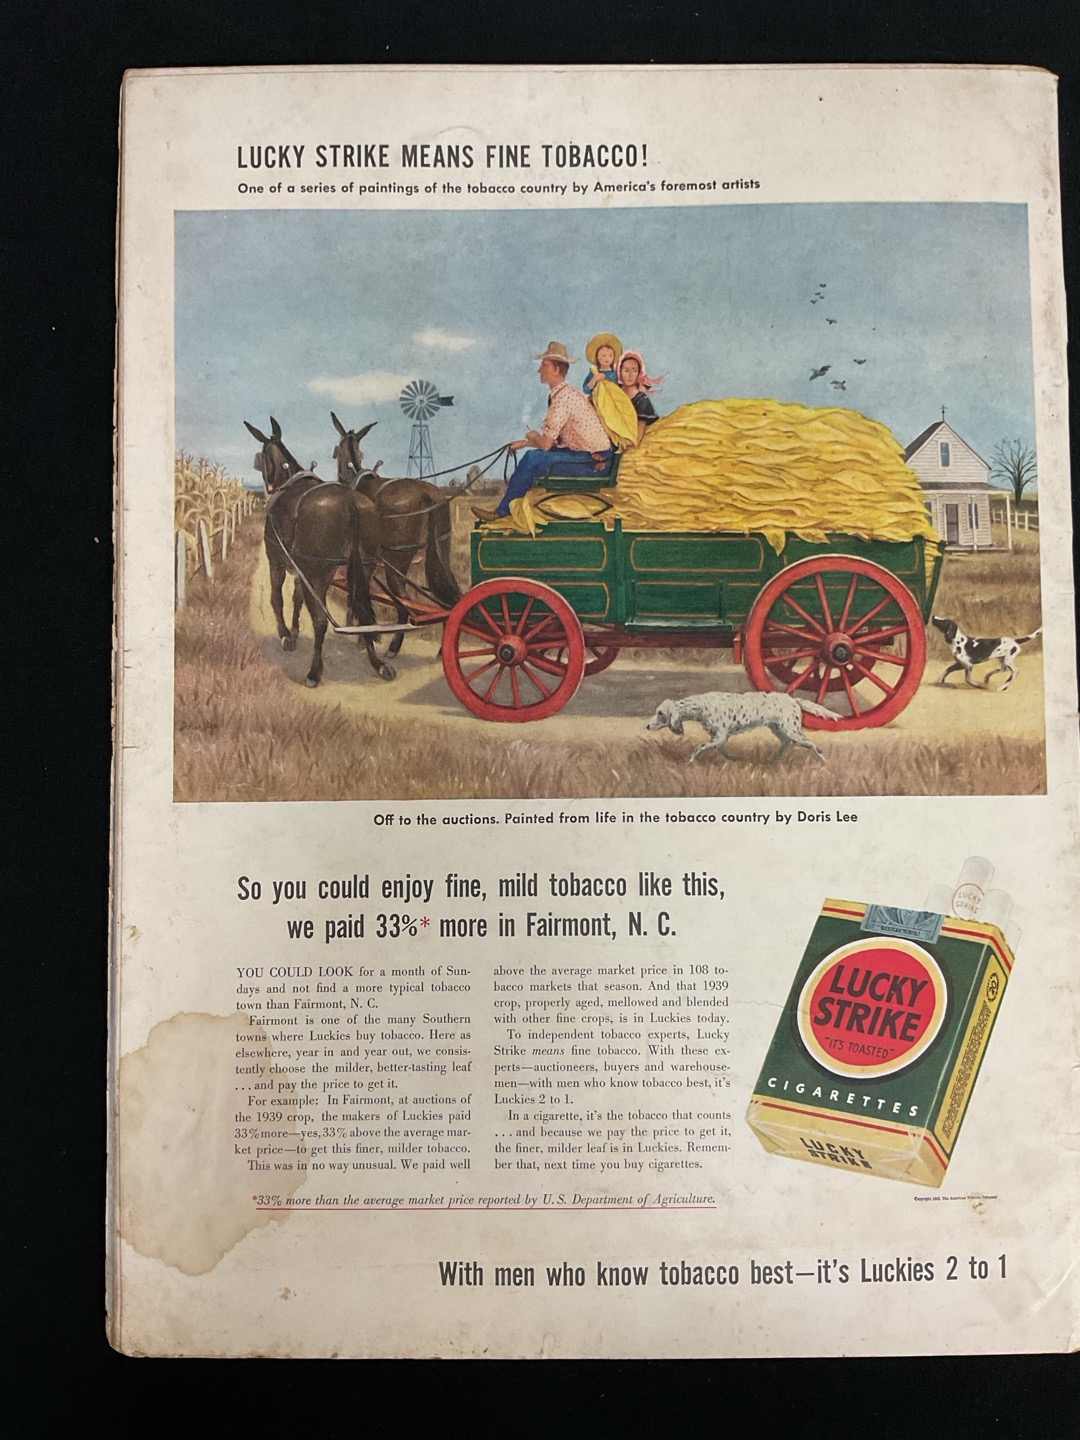 LUCKY STRIKE MEANS FINE TOBACCO!
One of a series of paintings of the tobacco country by America's foremost artists
Off to the auctions. Painted from life in the tobacco country by Doris Lee
So you could enjoy fine, mild tobacco like this,
we paid 33%* more in Fairmont, N. C.
YOU COULD LOOK for a month of Sun-
days and not find a more typical tobacco
town than Fairmont, N. C.
Fairmont is one of the many Southern
towns where Luckies buy tobacco. Here as
elsewhere, year in and year out, we consis-
tently choose the milder, better-tasting leaf
...and pay the price to get it.
For example: In Fairmont, at auctions of
the 1939 crop, the makers of Luckies paid
33% more—yes, 33% above the average mar-
ket price—to get this finer, milder tobacco.
This was in no way unusual. We paid well
above the average market price in 108 to-
bacco markets that season. And that 1939
crop, properly aged, mellowed and blended
with other fine crops, is in Luckies today.
To independent tobacco experts, Lucky
Strike means fine tobacco. With these ex-
perts—auctioneers, buyers and warehouse-
men—with men who know tobacco best, it's
Luckies 2 to 1.
In a cigarette, it's the tobacco that counts
...and because we pay the price to get it,
the finer, milder leaf is in Luckies. Remem-
ber that, next time you buy cigarettes.
*33% more than the average market price reported by U. S. Department of Agriculture.
LUCKY
STRIKE
LUCKY
STRIKE
"IT'S TOASTED"
CIGARETTES
LUCKY
STRIKE
With men who know tobacco best—it's Luckies 2 to 1